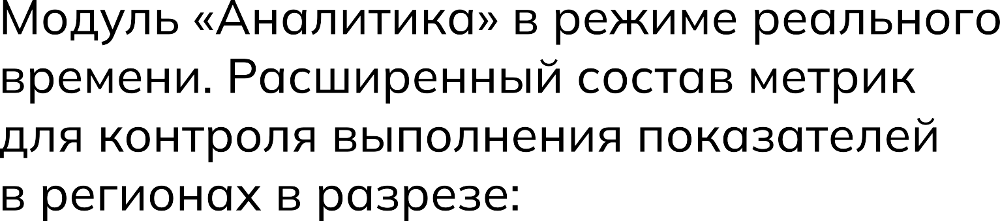 Модуль «Аналитика» в режиме реального
времени. Расширенный состав метрик
для контроля выполнения показателей
в регионах в разрезе: